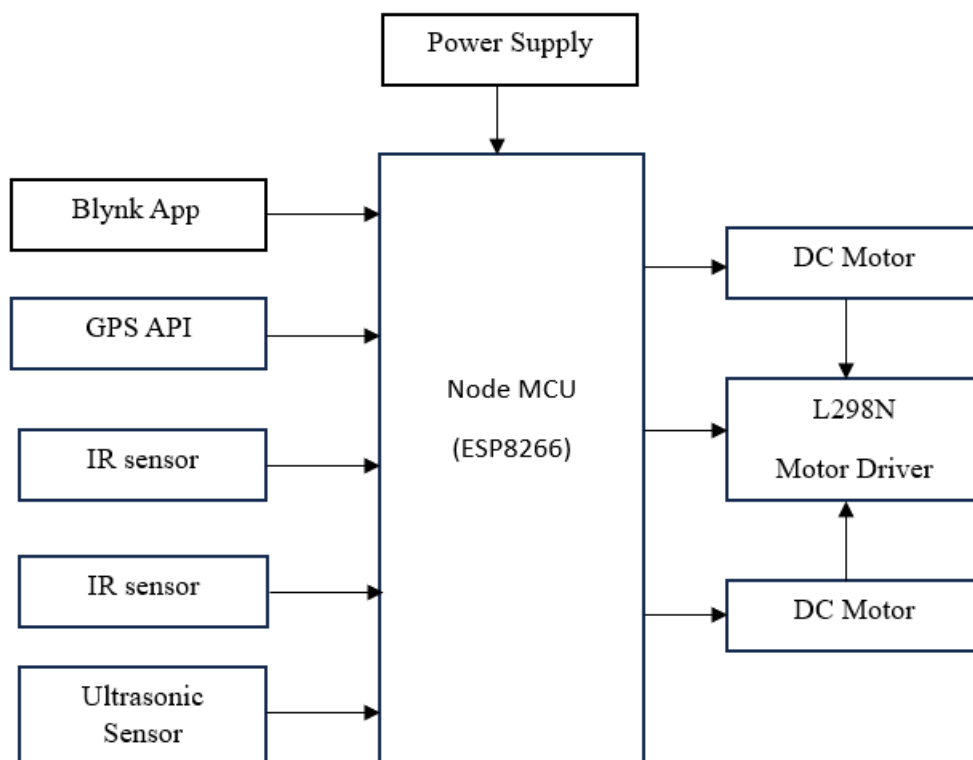 Power Supply
Blynk App
GPS API
IR sensor
IR sensor
Ultrasonic
Sensor
Node MCU
(ESP8266)
DC Motor
L298N
Motor Driver
DC Motor